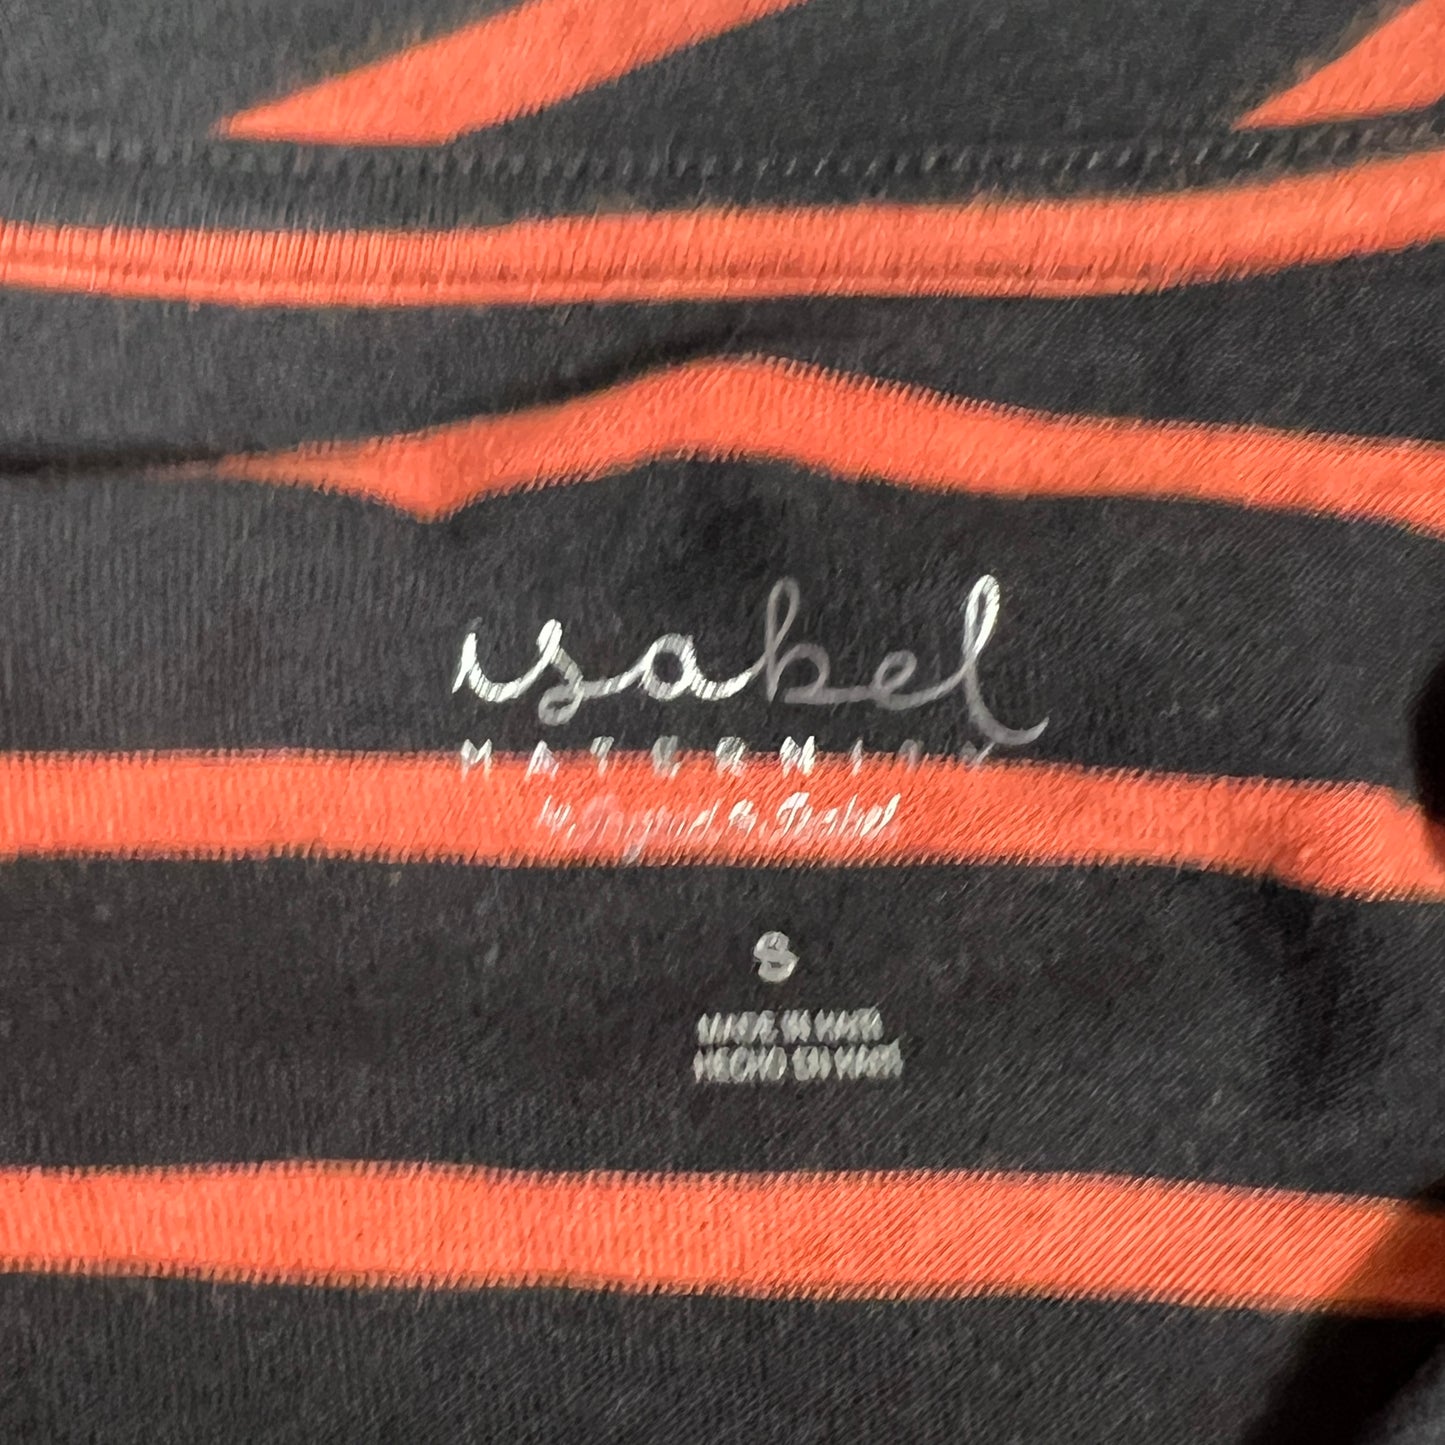 isabel
MATERNITY
by Ingrid & Isabel
S
MADE IN HAITI
HECHO EN HAITI